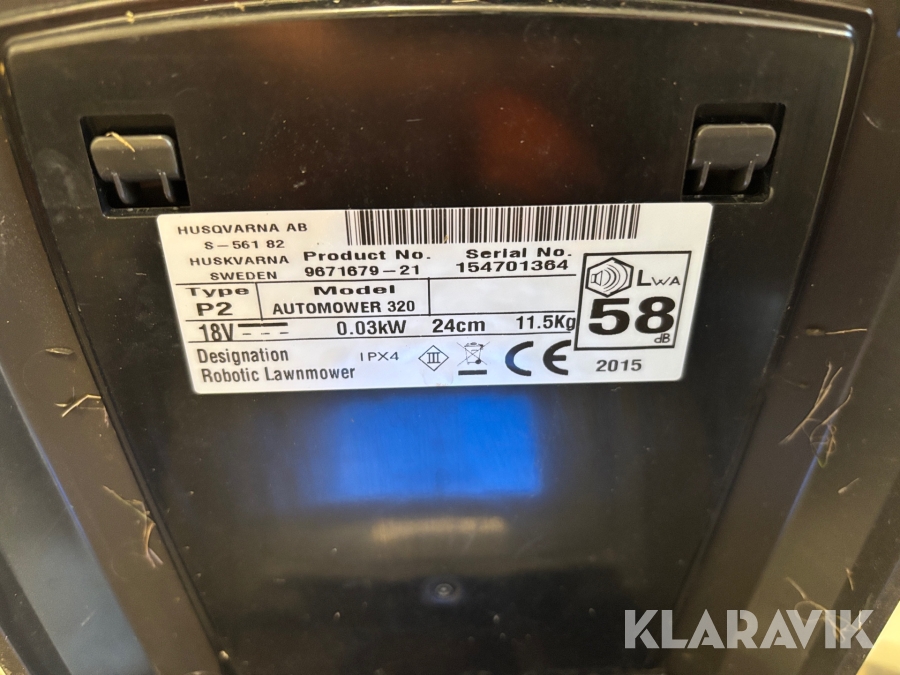 HUSQVARNA AB
S-561 82
HUSKVARNA
SWEDEN
Product No.
9671679-21
Serial No.
154701364
Type
P2
Model
AUTOMOWER 320
LWA
58
dB
18V
0.03kW 24cm 11.5Kg
Designation
Robotic Lawnmower
IPX4
III
CE
2015
KLARAVIK